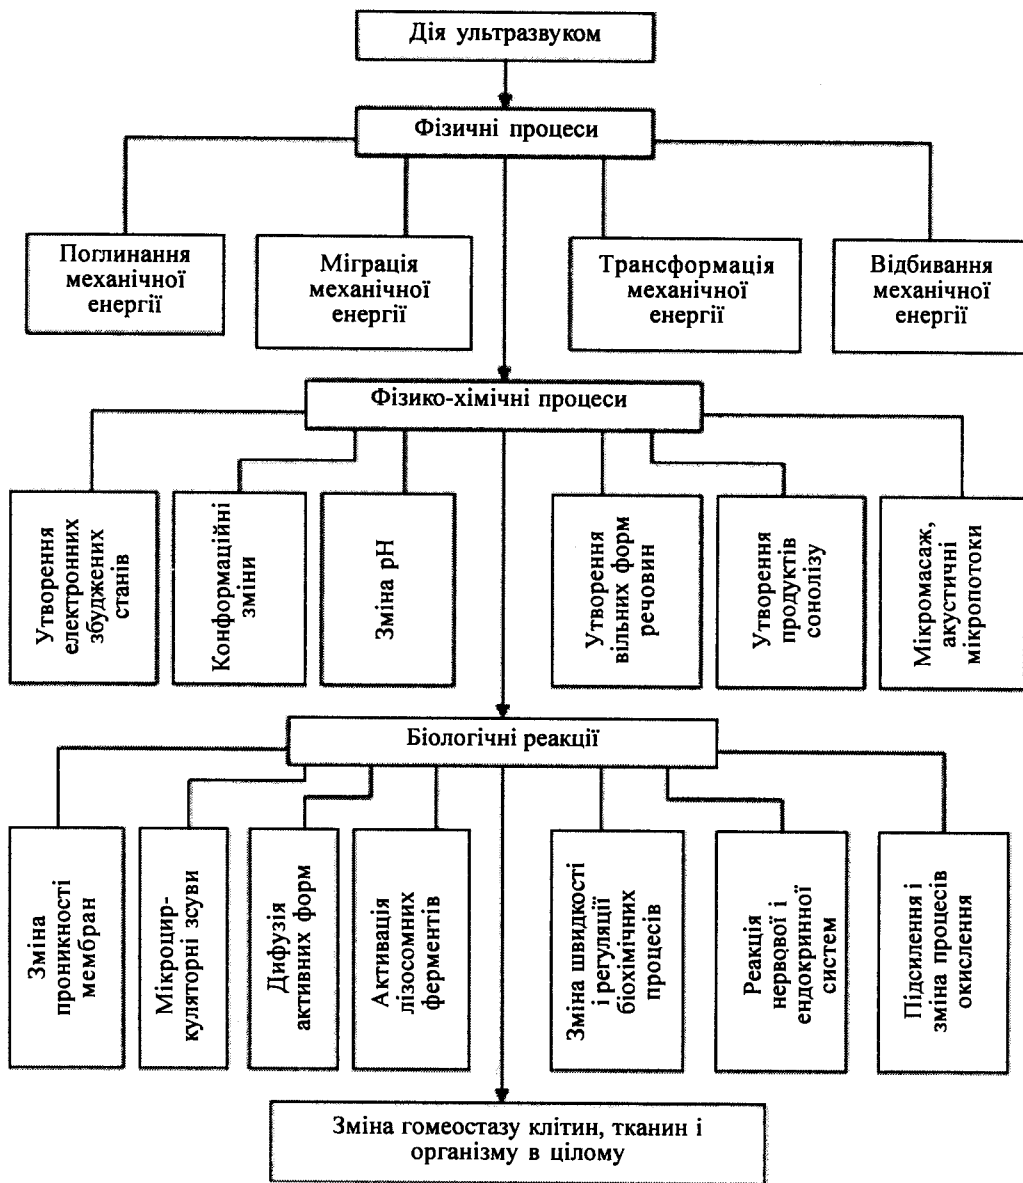 Дія ультразвуком
Фізичні процеси
Поглинання
механічної
енергії
Міграція
механічної
енергії
Трансформація
механічної
енергії
Відбивання
механічної
енергії
Фізико-хімічні процеси
Утворення
електронних
збуджених
станів
Конформаційні
зміни
Зміна pH
Утворення
вільних форм
речовин
Утворення
продуктів
сонолізу
Мікромасаж,
акустичні
мікропотоки
Біологічні реакції
Зміна
проникності
мембран
Мікроцир-
куляторні зсуви
Дифузія
активних форм
Активація
лізосомних
ферментів
Зміна швидкості
і регуляції
біохімічних
процесів
Реакція
нервової і
ендокринної
систем
Підсилення і
зміна процесів
окислення
Зміна гомеостазу клітин, тканин і
організму в цілому